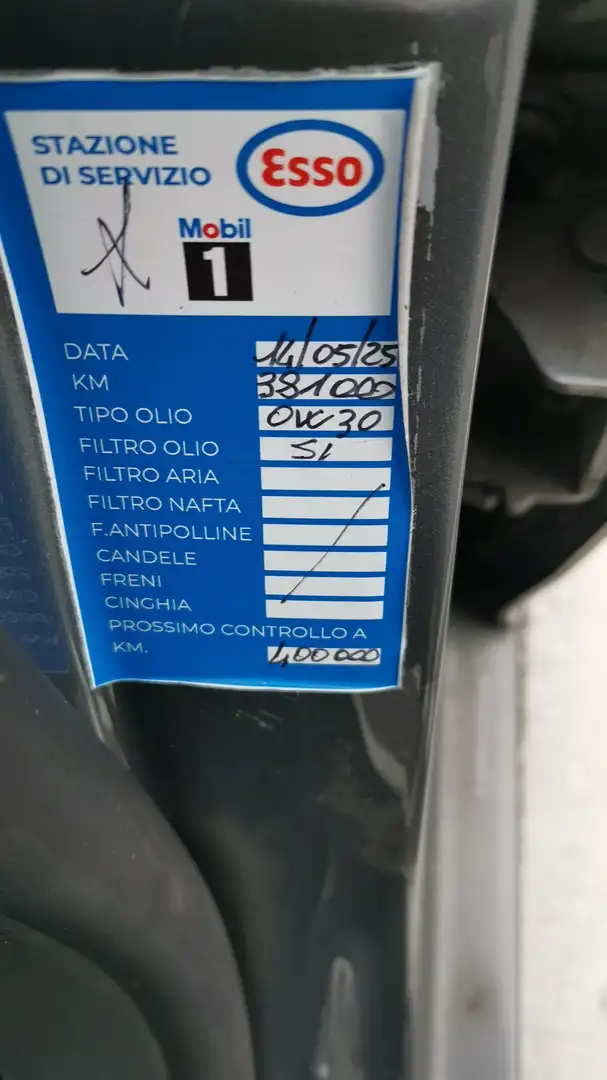 STAZIONE
DI SERVIZIO
Esso
Mobil
1
DATA 14/05/25
KM 381000
TIPO OLIO 0W30
FILTRO OLIO SI
FILTRO ARIA
FILTRO NAFTA
F.ANTIPOLLINE
CANDELE
FRENI
CINGHIA
PROSSIMO CONTROLLO A
KM. 400000